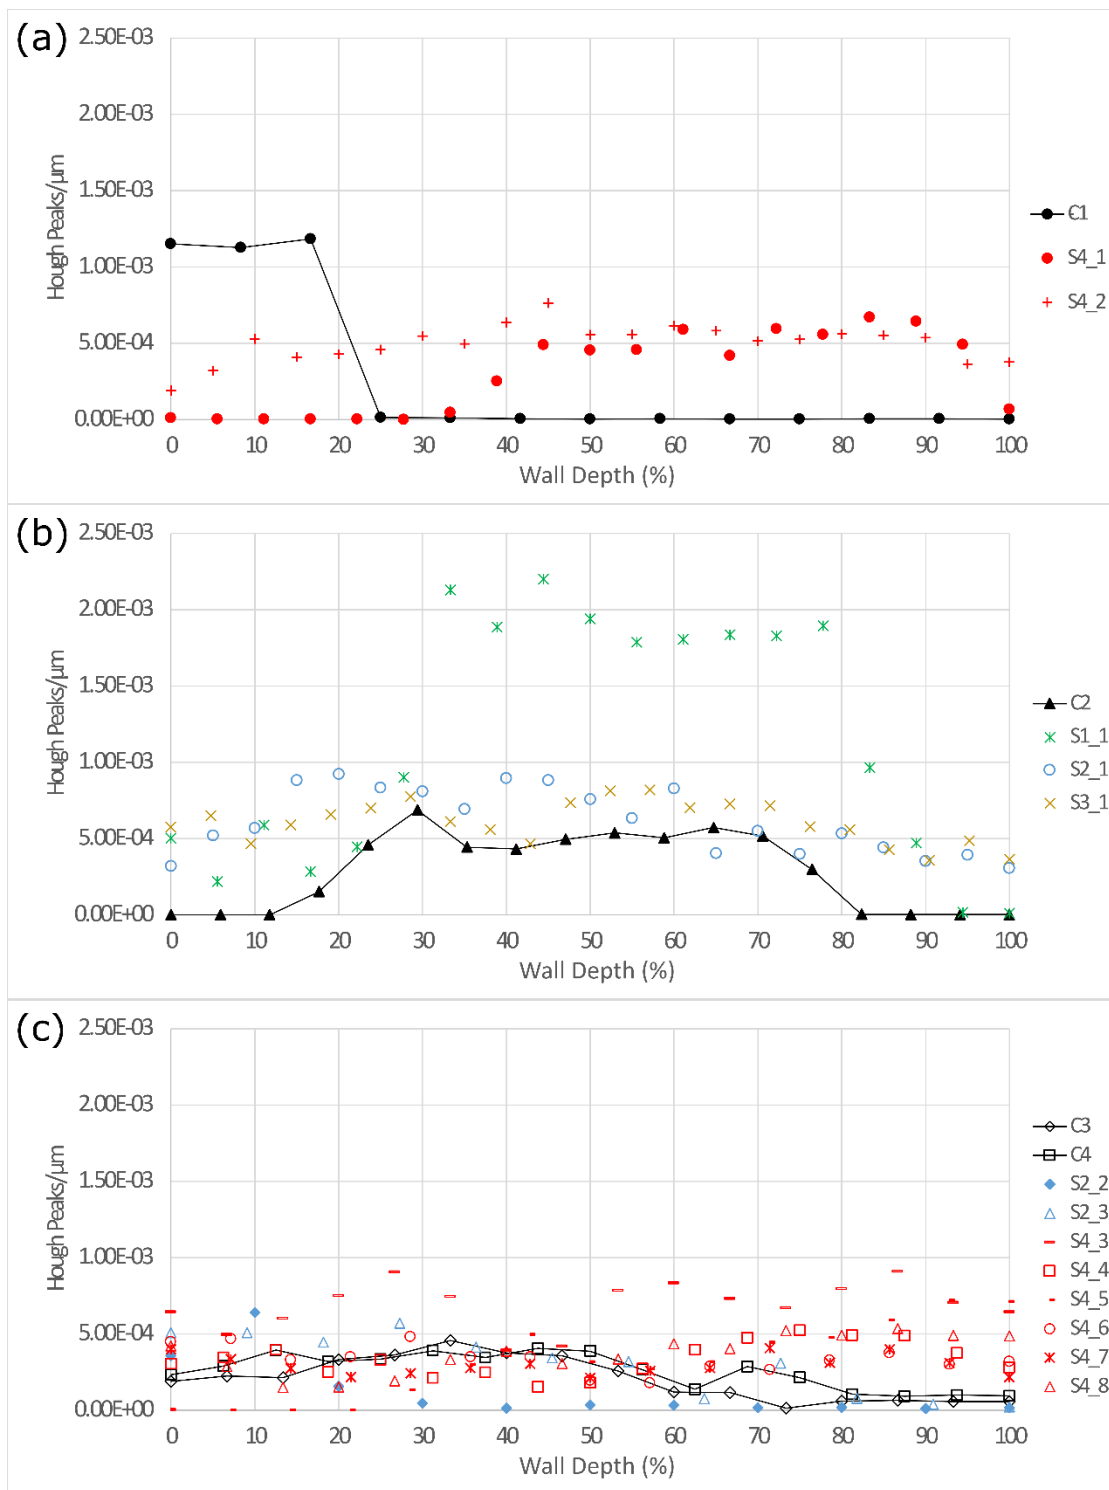 (a)
2.50E-03
2.00E-03
1.50E-03
1.00E-03
5.00E-04
0.00E+00
Hough Peaks/µm
0 10 20 30 40 50 60 70 80 90 100
Wall Depth (%)
C1
S4_1
S4_2
(b)
2.50E-03
2.00E-03
1.50E-03
1.00E-03
5.00E-04
0.00E+00
Hough Peaks/µm
0 10 20 30 40 50 60 70 80 90 100
Wall Depth (%)
C2
S1_1
S2_1
S3_1
(c)
2.50E-03
2.00E-03
1.50E-03
1.00E-03
5.00E-04
0.00E+00
Hough Peaks/µm
0 10 20 30 40 50 60 70 80 90 100
Wall Depth (%)
C3
C4
S2_2
S2_3
S4_3
S4_4
S4_5
S4_6
S4_7
S4_8